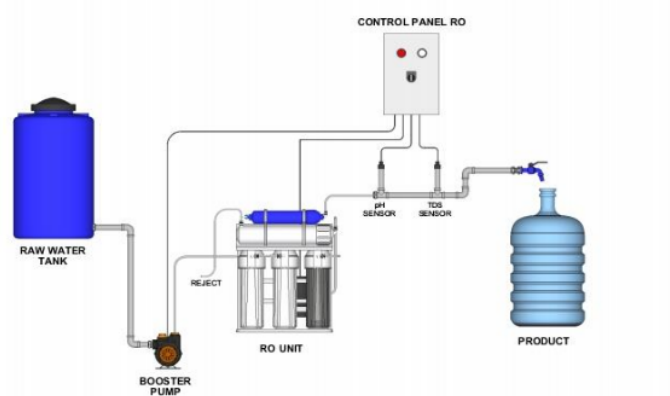 CONTROL PANEL RO
pH
SENSOR
TDS
SENSOR
RAW WATER
TANK
REJECT
RO UNIT
PRODUCT
BOOSTER
PUMP